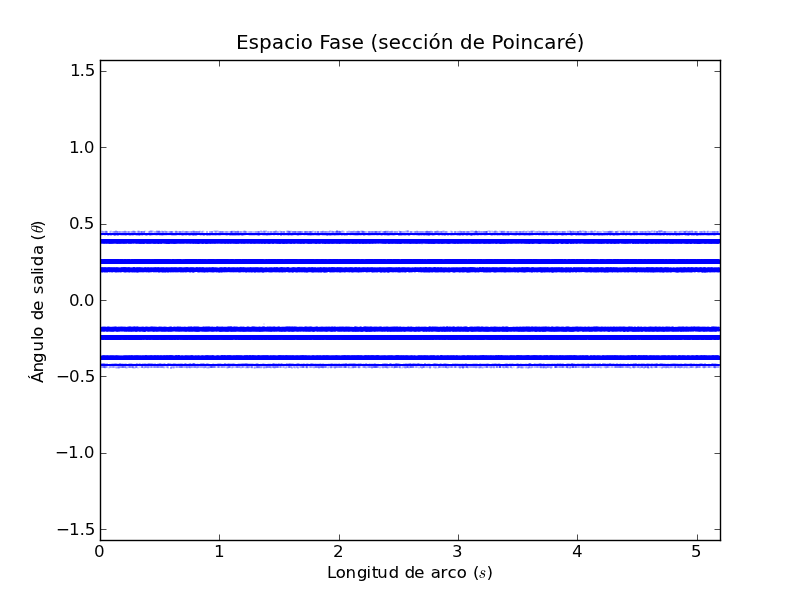 Espacio Fase (sección de Poincaré)
1.5
1.0
0.5
0.0
−0.5
−1.0
−1.5
Ángulo de salida (θ)
0 1 2 3 4 5
Longitud de arco (s)